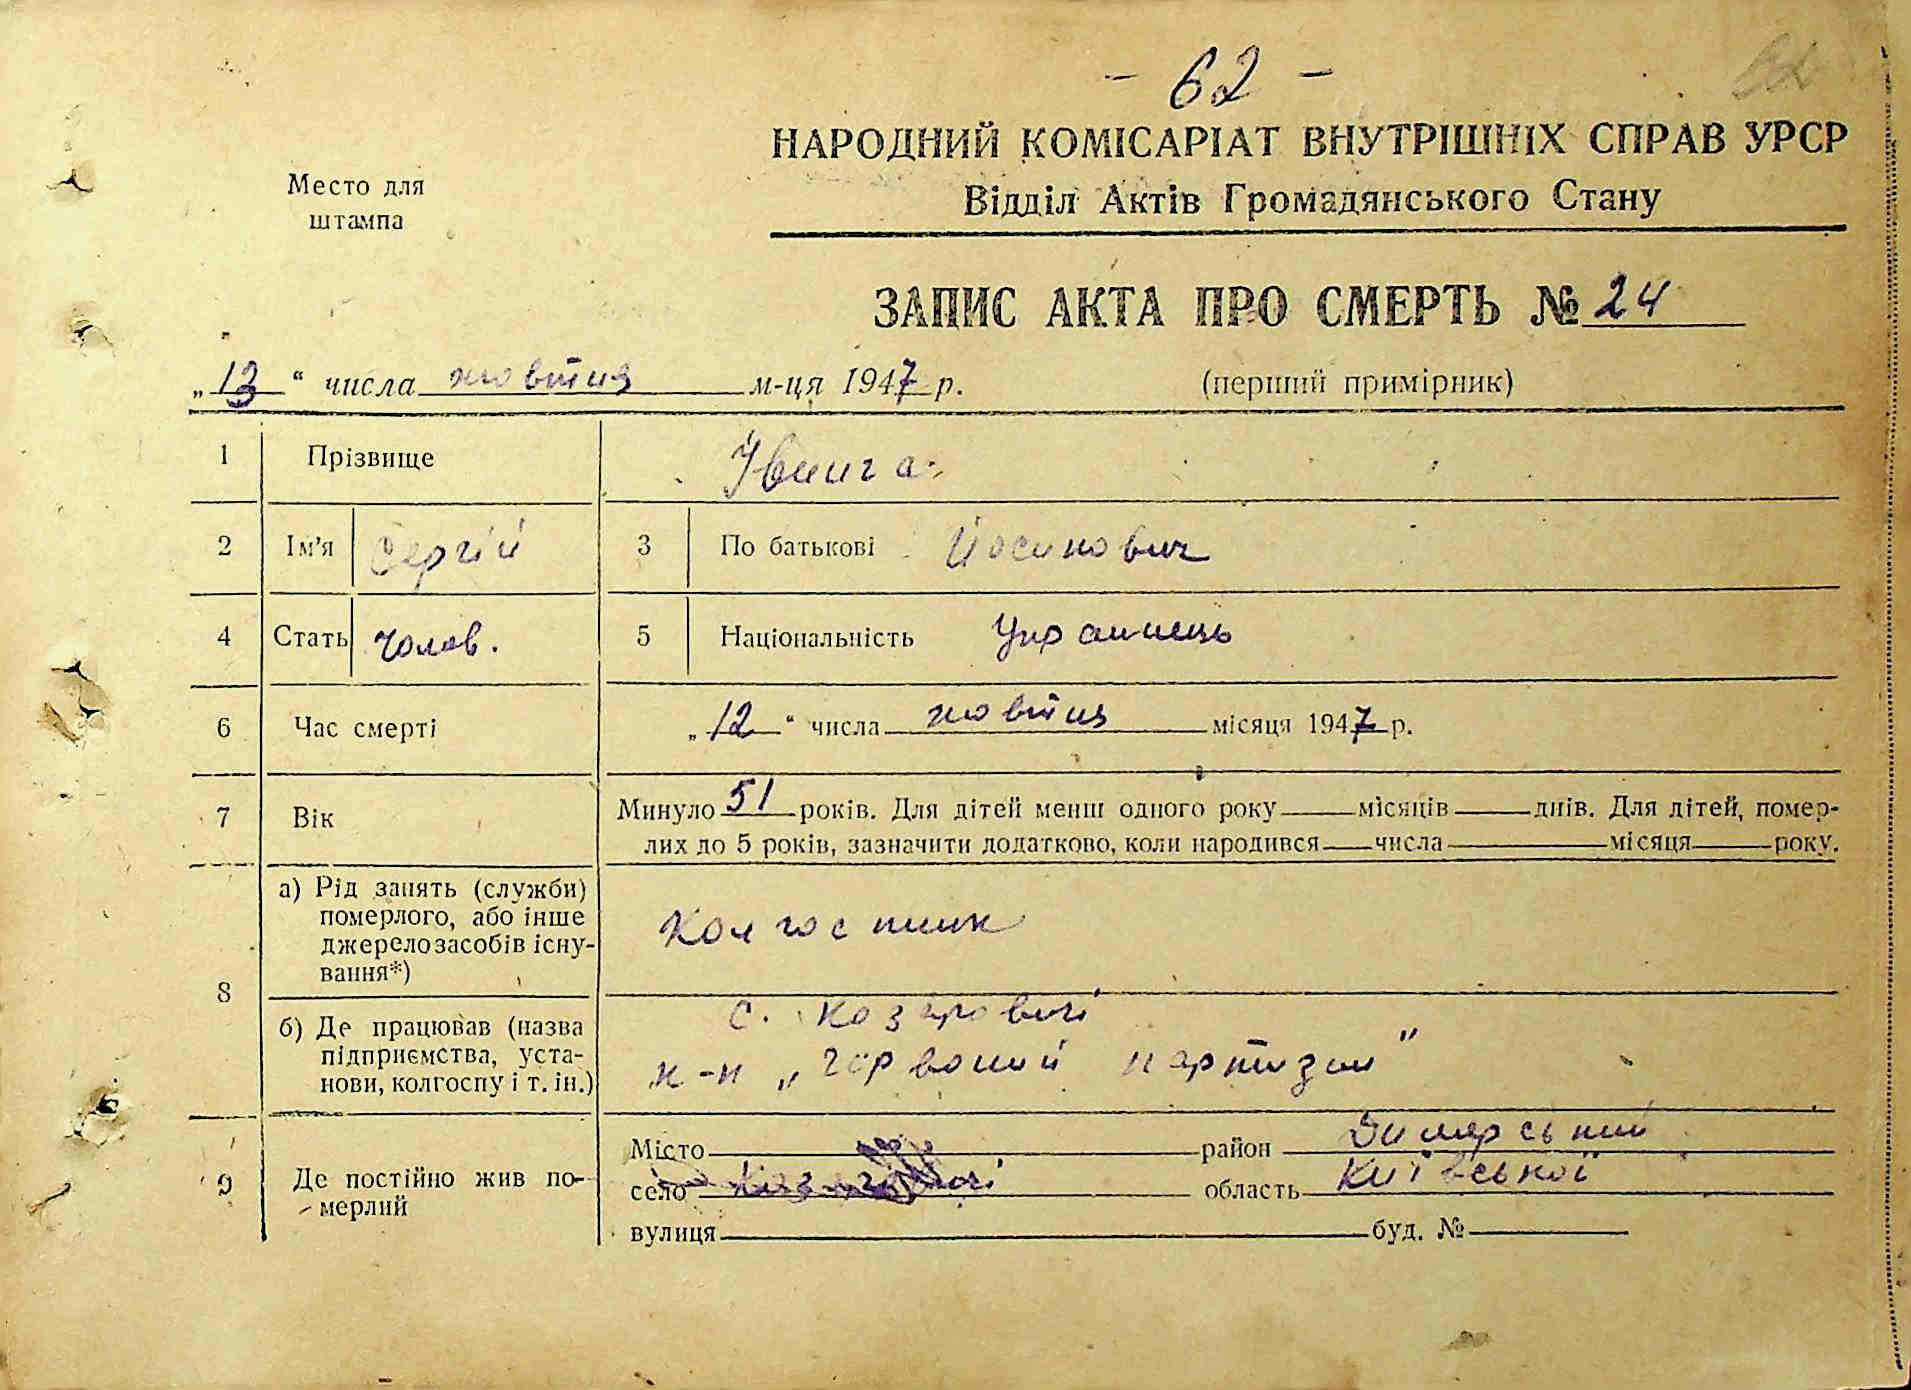 - 62 -
НАРОДНИЙ КОМІСАРІАТ ВНУТРІШНІХ СПРАВ УРСР
Відділ Актів Громадянського Стану
Место для
штампа
ЗАПИС АКТА ПРО СМЕРТЬ № 24
„ 13 “ числа жовтня м-ця 1947 р. (перший примірник)
1 Прізвище Івинга
2 Ім'я Сергій 3 По батькові Йосипович
4 Стать чолов. 5 Національність Українець
6 Час смерті „ 12 “ числа жовтня місяця 1947 р.
7 Вік Минуло 51 років. Для дітей менш одного року місяців днів. Для дітей, помер-
лих до 5 років, зазначити додатково, коли народився числа місяця року.
8 а) Рід занять (служби)
померлого, або інше
джерело засобів існу-
вання*) Колгоспник
б) Де працював (назва
підприємства, уста-
нови, колгоспу і т. ін.) с. Козаровичі
к-п „Червоний партизан"
9 Де постійно жив по-
мерлий
Місто район Димерський
село область Київської
вулиця буд. №